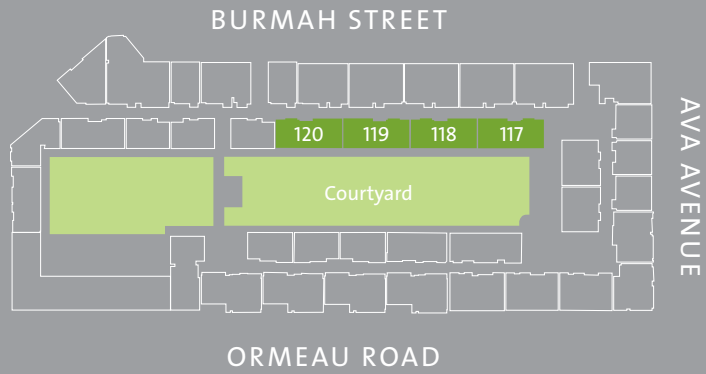 BURMAH STREET
120 119 118 117
Courtyard
AVA AVENUE
ORMEAU ROAD